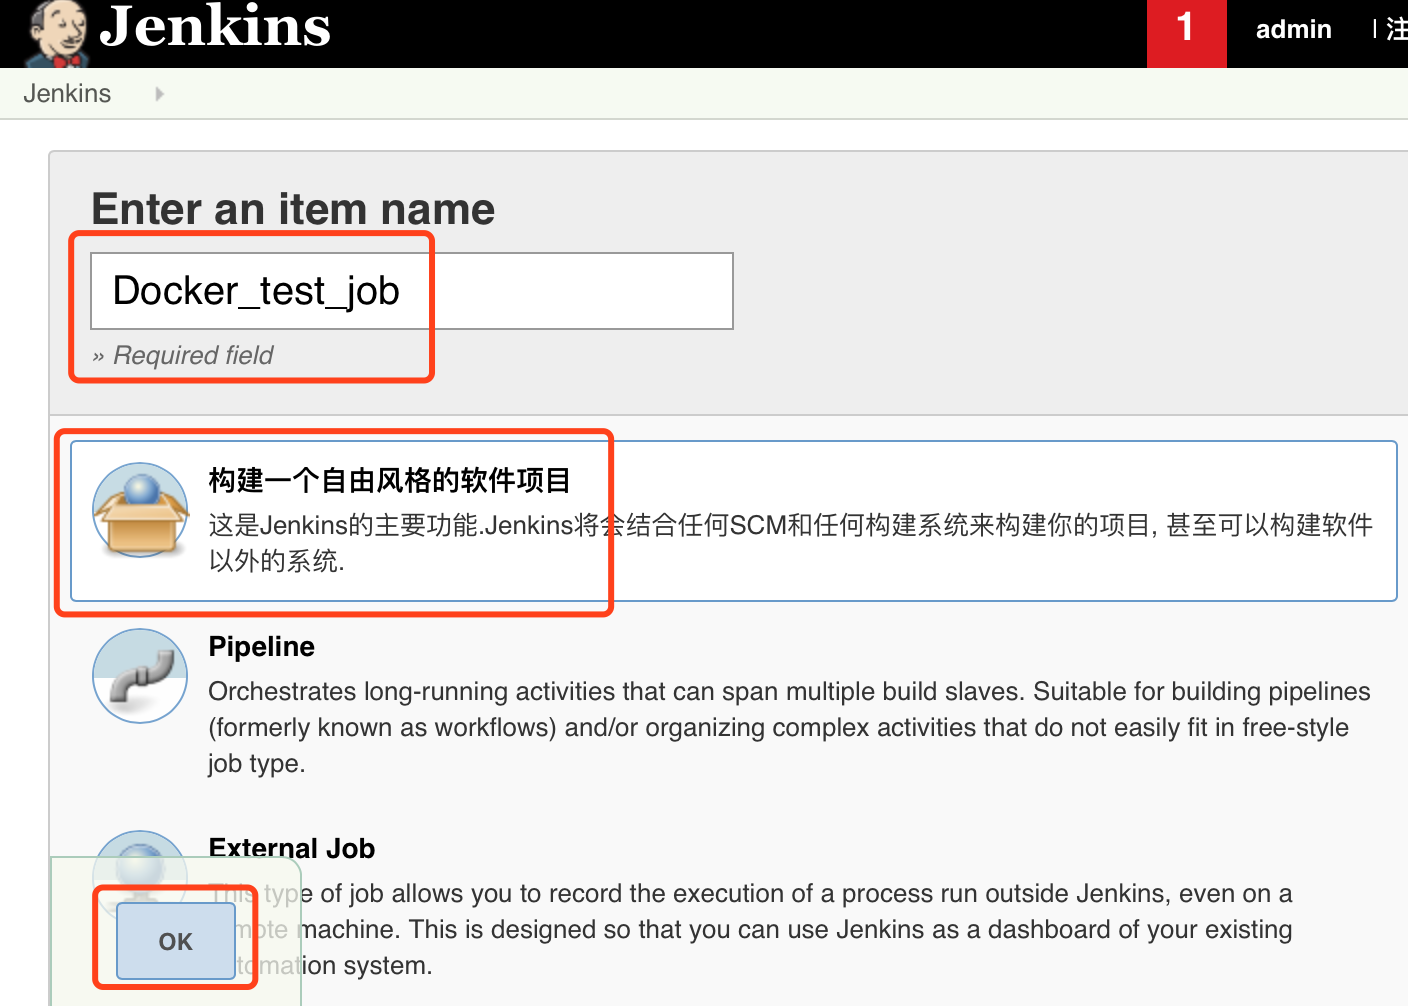 Jenkins
1
admin
| 注
Jenkins
Enter an item name
Docker_test_job
» Required field
构建一个自由风格的软件项目
这是Jenkins的主要功能.Jenkins将会结合任何SCM和任何构建系统来构建你的项目, 甚至可以构建软件
以外的系统.
Pipeline
Orchestrates long-running activities that can span multiple build slaves. Suitable for building pipelines
(formerly known as workflows) and/or organizing complex activities that do not easily fit in free-style
job type.
External Job
This type of job allows you to record the execution of a process run outside Jenkins, even on a
remote machine. This is designed so that you can use Jenkins as a dashboard of your existing
automation system.
OK